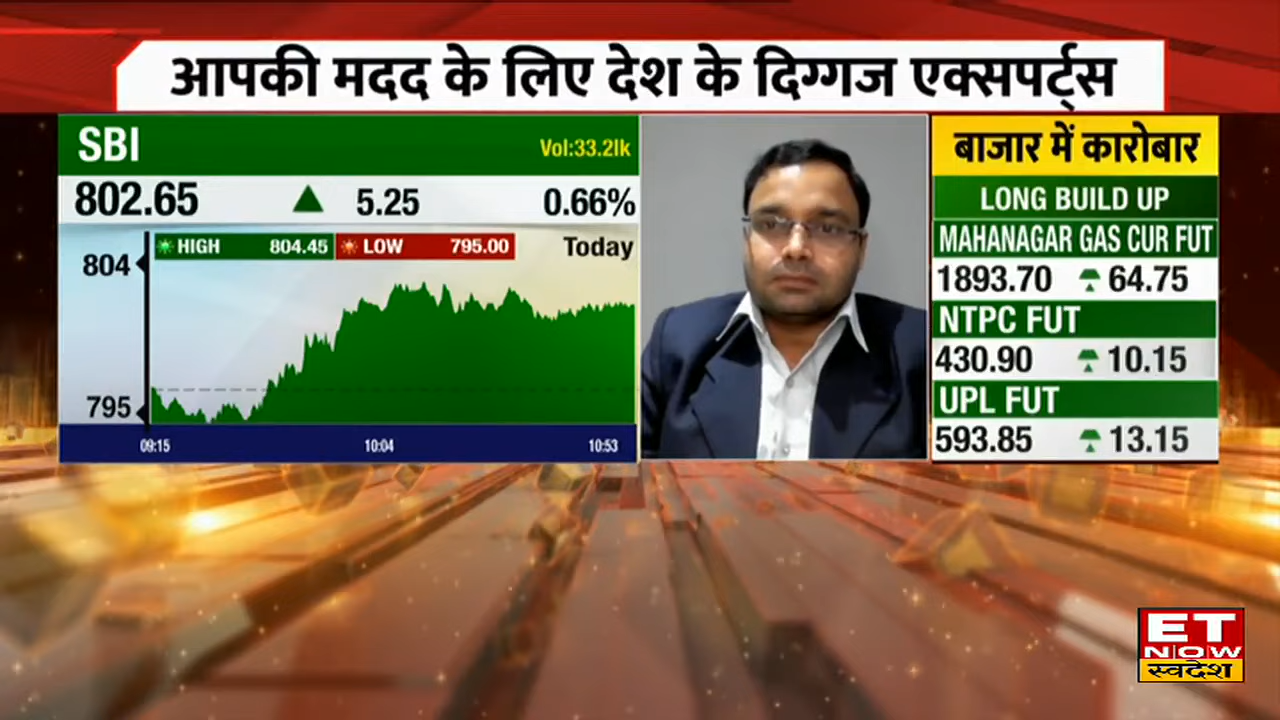 आपकी मदद के लिए देश के दिग्गज एक्सपर्ट्स
SBI
Vol:33.2lk
802.65 ▲ 5.25 0.66%
HIGH 804.45 LOW 795.00 Today
804
795
09:15 10:04 10:53
बाजार में कारोबार
LONG BUILD UP
MAHANAGAR GAS CUR FUT
1893.70 64.75
NTPC FUT
430.90 10.15
UPL FUT
593.85 13.15
ET
NOW
स्वदेश